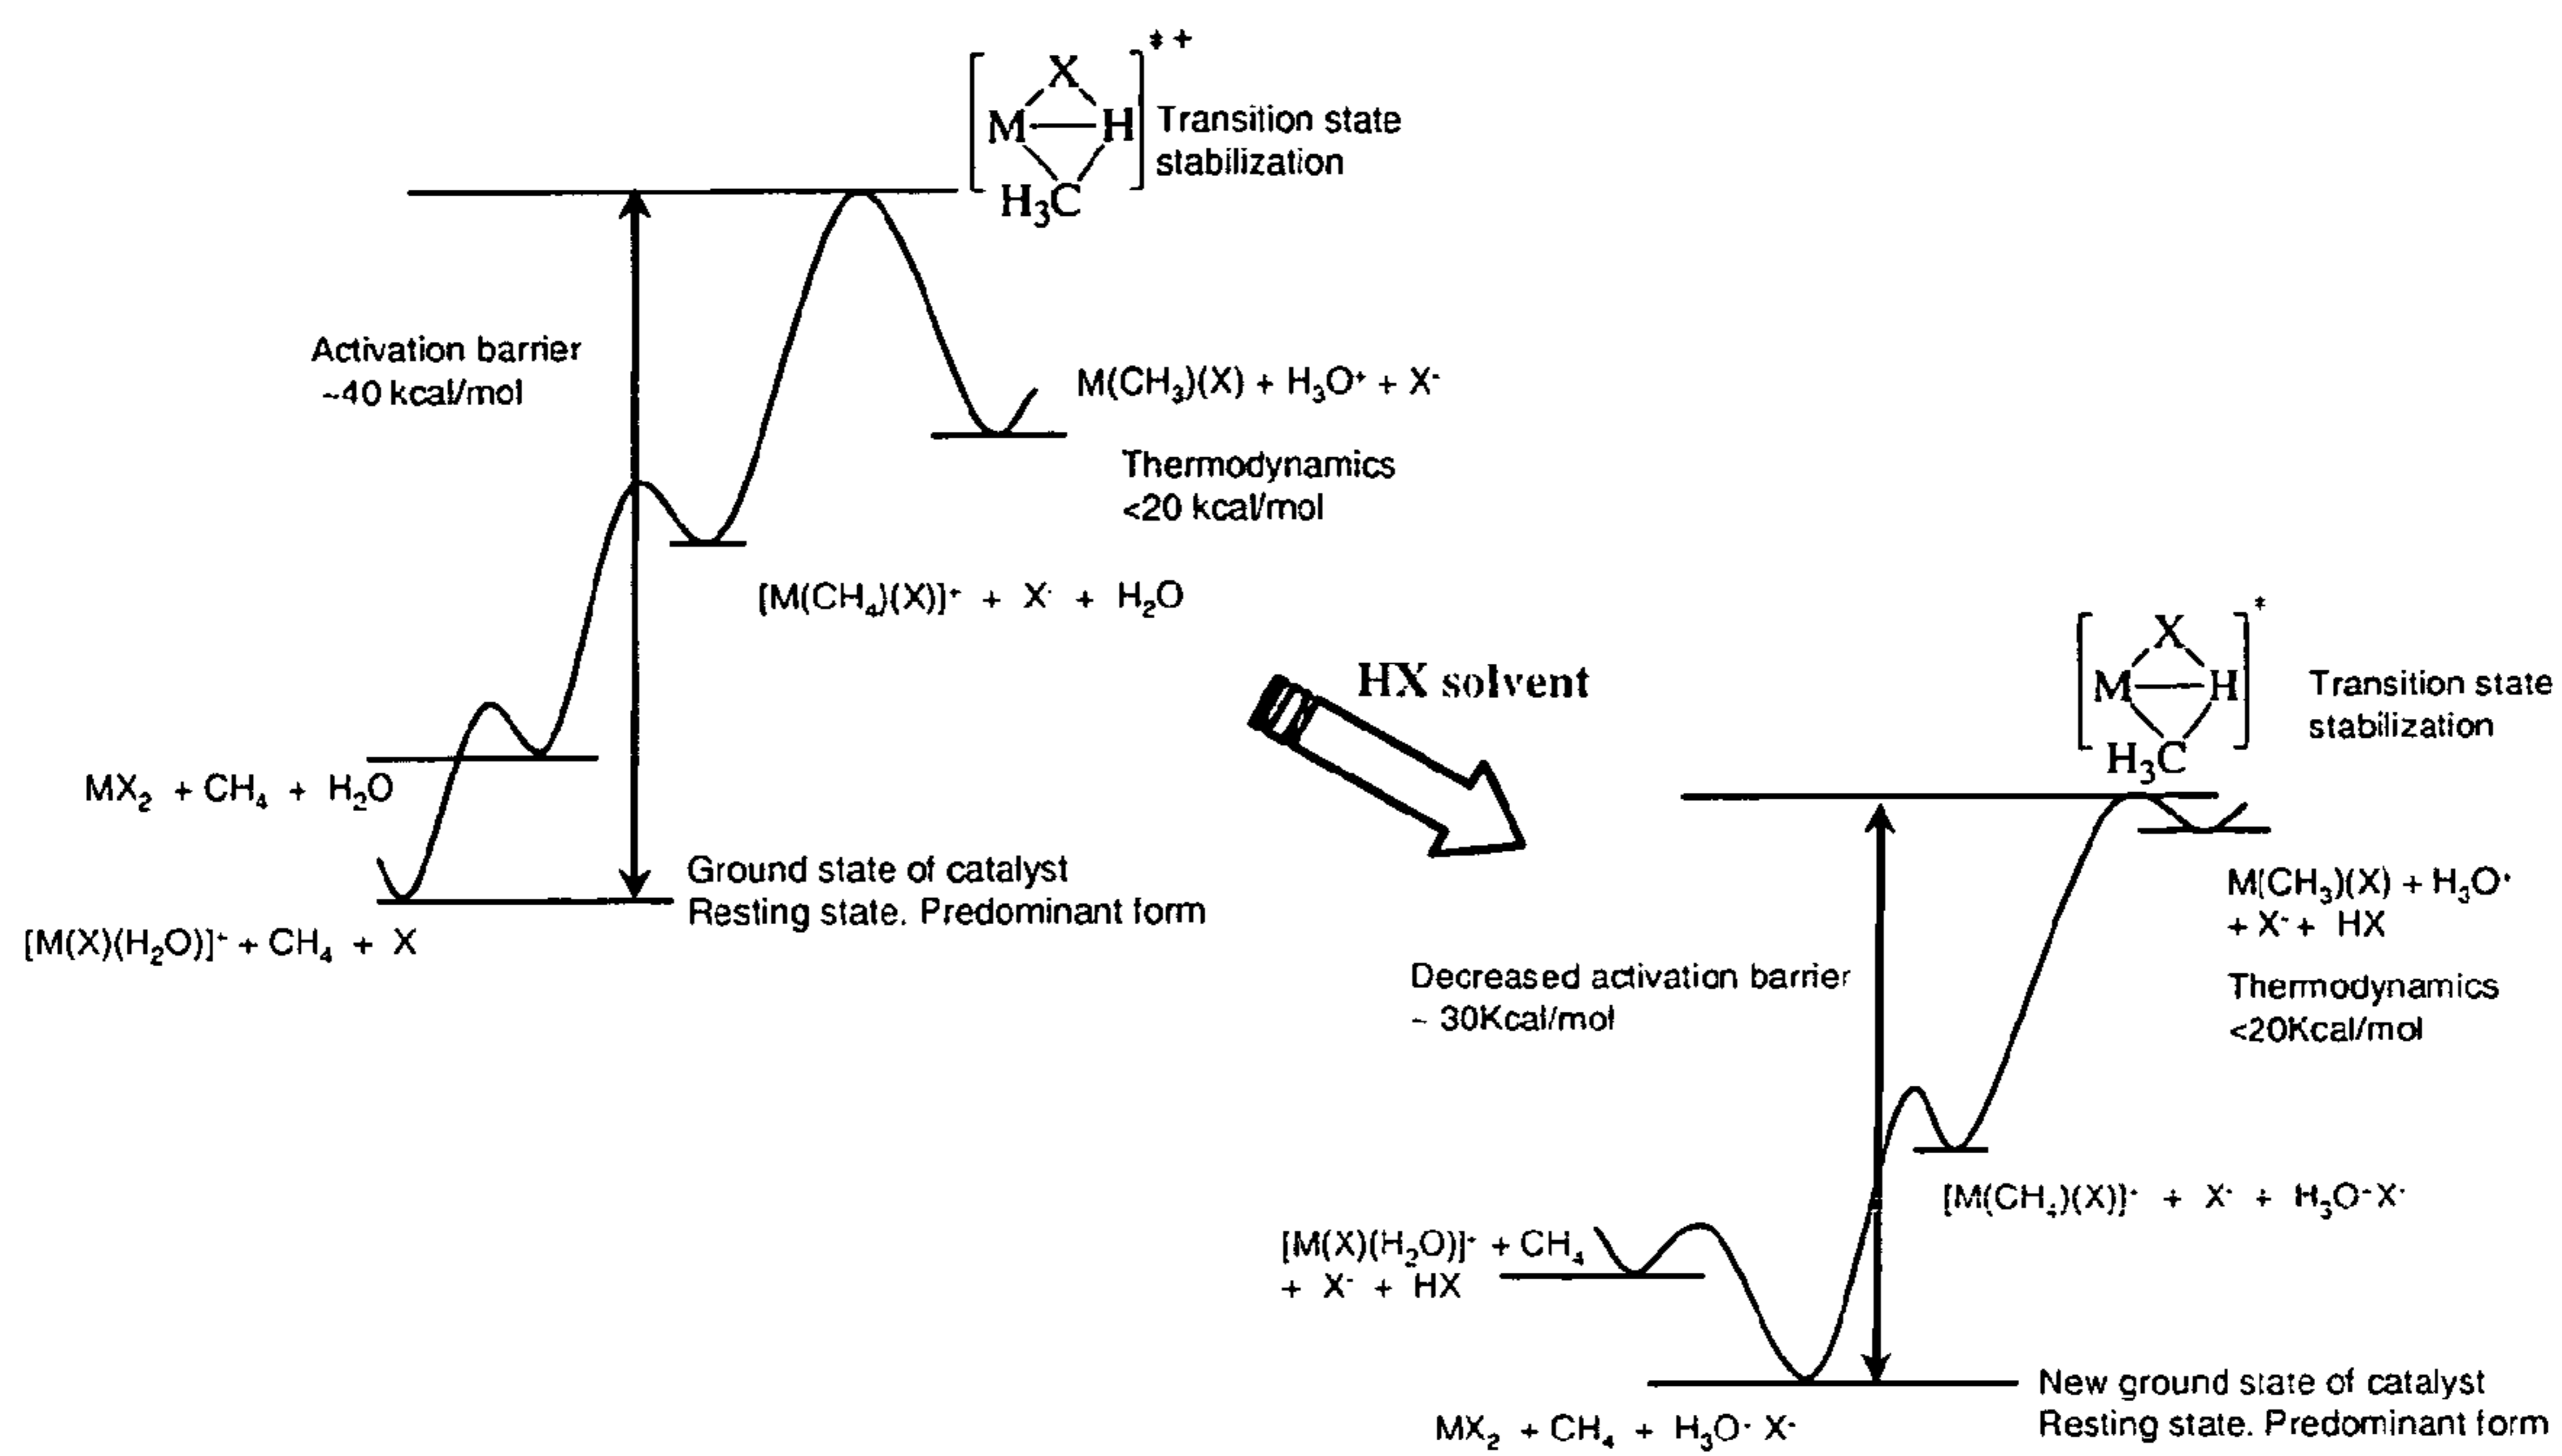 ‡ +
X
M H
H₃C
Transition state
stabilization
Activation barrier
~40 kcal/mol
M(CH₃)(X) + H₃O⁺ + X⁻
Thermodynamics
<20 kcal/mol
[M(CH₄)(X)]⁺ + X⁻ + H₂O
MX₂ + CH₄ + H₂O
Ground state of catalyst
Resting state. Predominant form
[M(X)(H₂O)]⁺ + CH₄ + X
HX solvent
‡
X
M H
H₃C
Transition state
stabilization
M(CH₃)(X) + H₃O⁺
+ X⁻ + HX
Thermodynamics
<20Kcal/mol
Decreased activation barrier
~ 30Kcal/mol
[M(CH₄)(X)]⁺ + X⁻ + H₃O⁺X⁻
[M(X)(H₂O)]⁺ + CH₄
+ X⁻ + HX
New ground state of catalyst
Resting state. Predominant form
MX₂ + CH₄ + H₃O⁺ X⁻